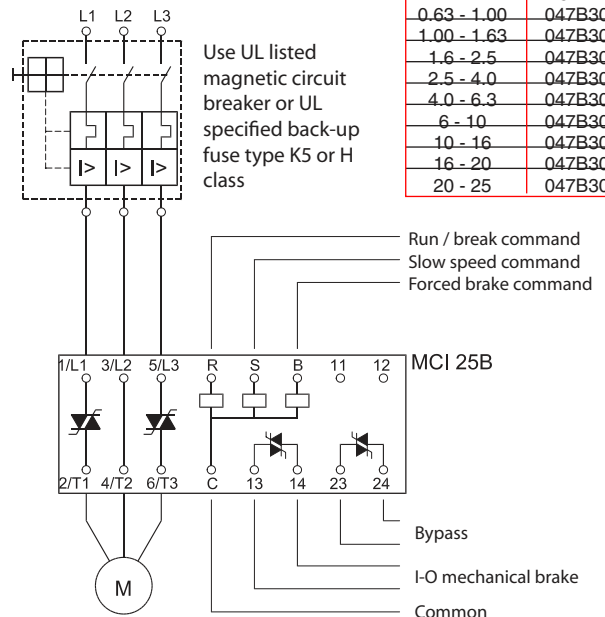 L1 L2 L3
Use UL listed
magnetic circuit
breaker or UL
specified back-up
fuse type K5 or H
class
I> I> I>
0.63 - 1.00 047B30
1.00 - 1.63 047B30
1.6 - 2.5 047B30
2.5 - 4.0 047B30
4.0 - 6.3 047B30
6 - 10 047B30
10 - 16 047B30
16 - 20 047B30
20 - 25 047B30
Run / break command
Slow speed command
Forced brake command
1/L1 3/L2 5/L3 R S B 11 12 MCI 25B
2/T1 4/T2 6/T3 C 13 14 23 24
M
Bypass
I-O mechanical brake
Common